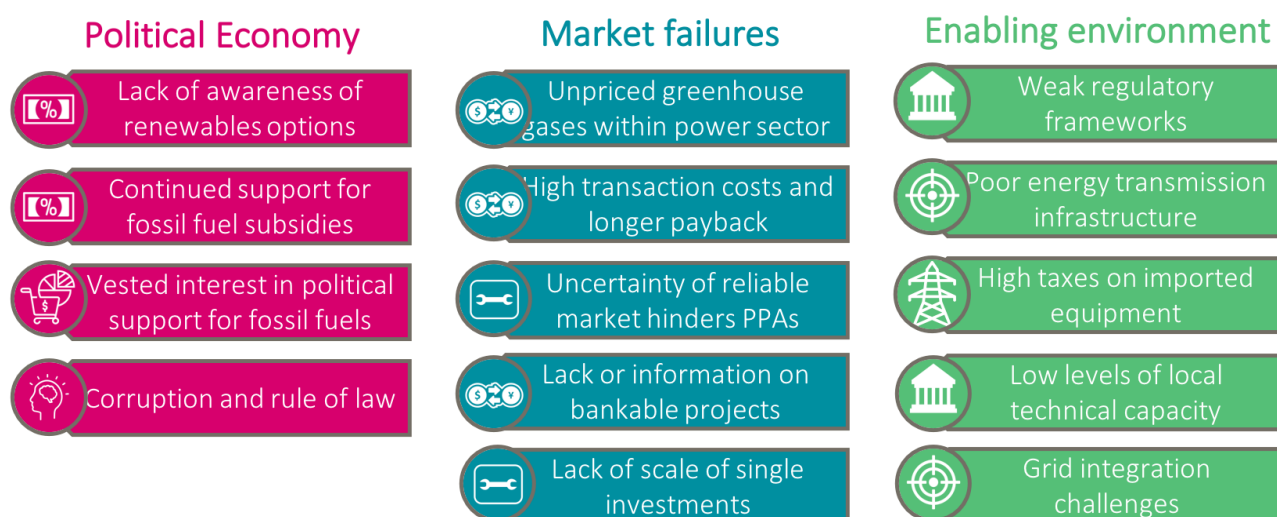 Political Economy
Lack of awareness of
renewables options
Continued support for
fossil fuel subsidies
Vested interest in political
support for fossil fuels
Corruption and rule of law
Market failures
Unpriced greenhouse
gases within power sector
High transaction costs and
longer payback
Uncertainty of reliable
market hinders PPAs
Lack or information on
bankable projects
Lack of scale of single
investments
Enabling environment
Weak regulatory
frameworks
Poor energy transmission
infrastructure
High taxes on imported
equipment
Low levels of local
technical capacity
Grid integration
challenges